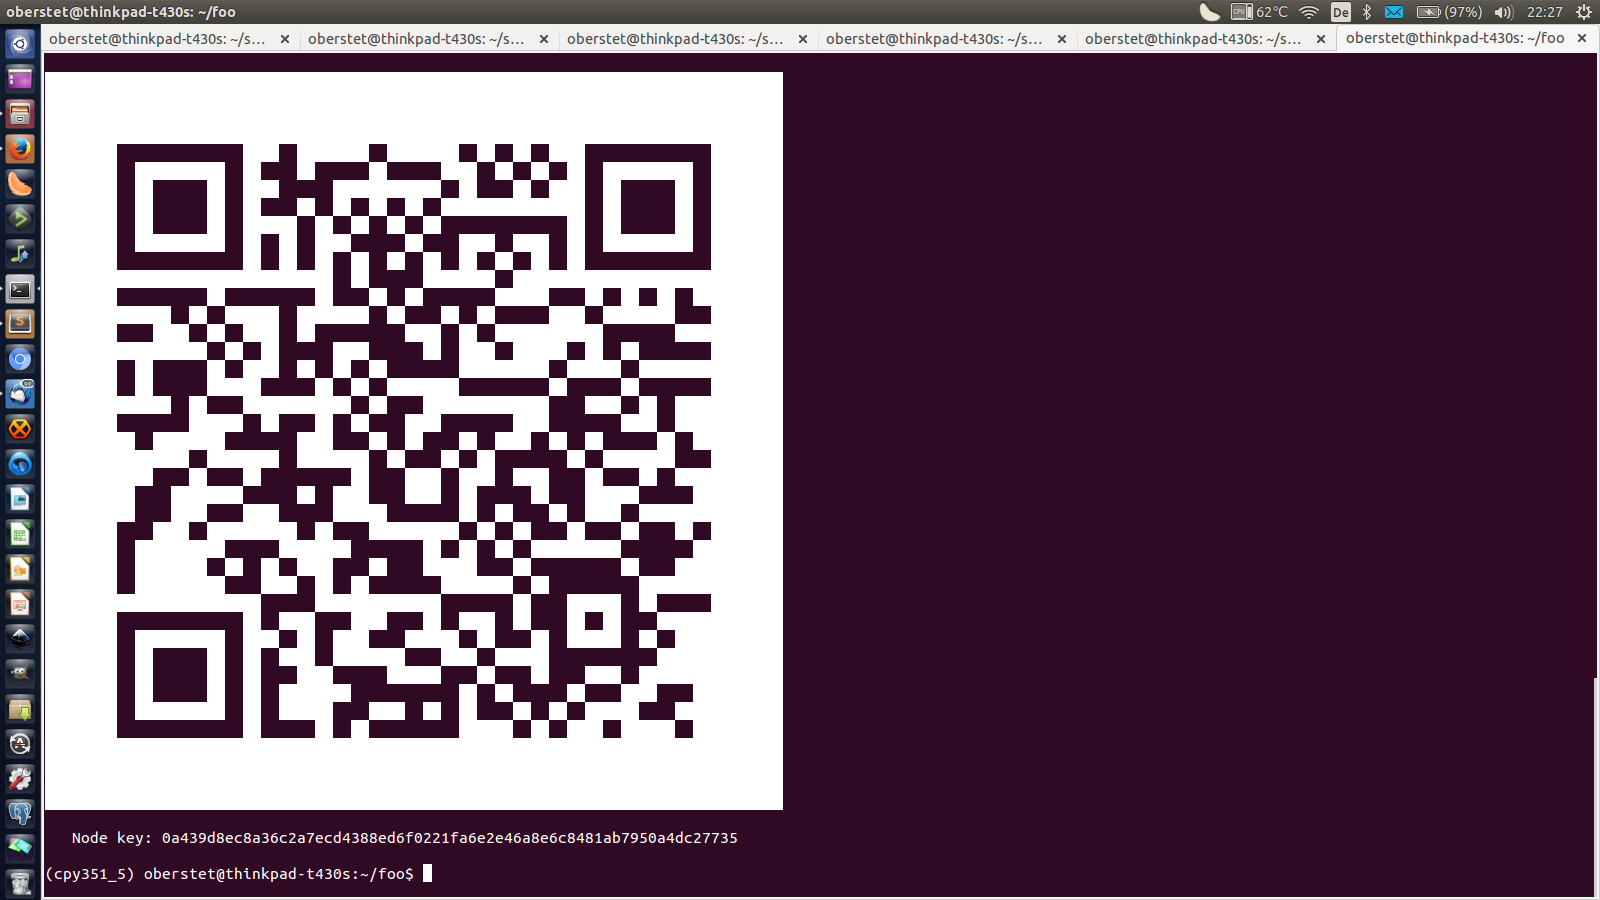 oberstet@thinkpad-t430s: ~/foo
62°C De (97%) 22:27
oberstet@thinkpad-t430s: ~/s... × oberstet@thinkpad-t430s: ~/s... × oberstet@thinkpad-t430s: ~/s... × oberstet@thinkpad-t430s: ~/s... × oberstet@thinkpad-t430s: ~/s... × oberstet@thinkpad-t430s: ~/foo ×
Node key: 0a439d8ec8a36c2a7ecd4388ed6f0221fa6e2e46a8e6c8481ab7950a4dc27735
(cpy351_5) oberstet@thinkpad-t430s:~/foo$